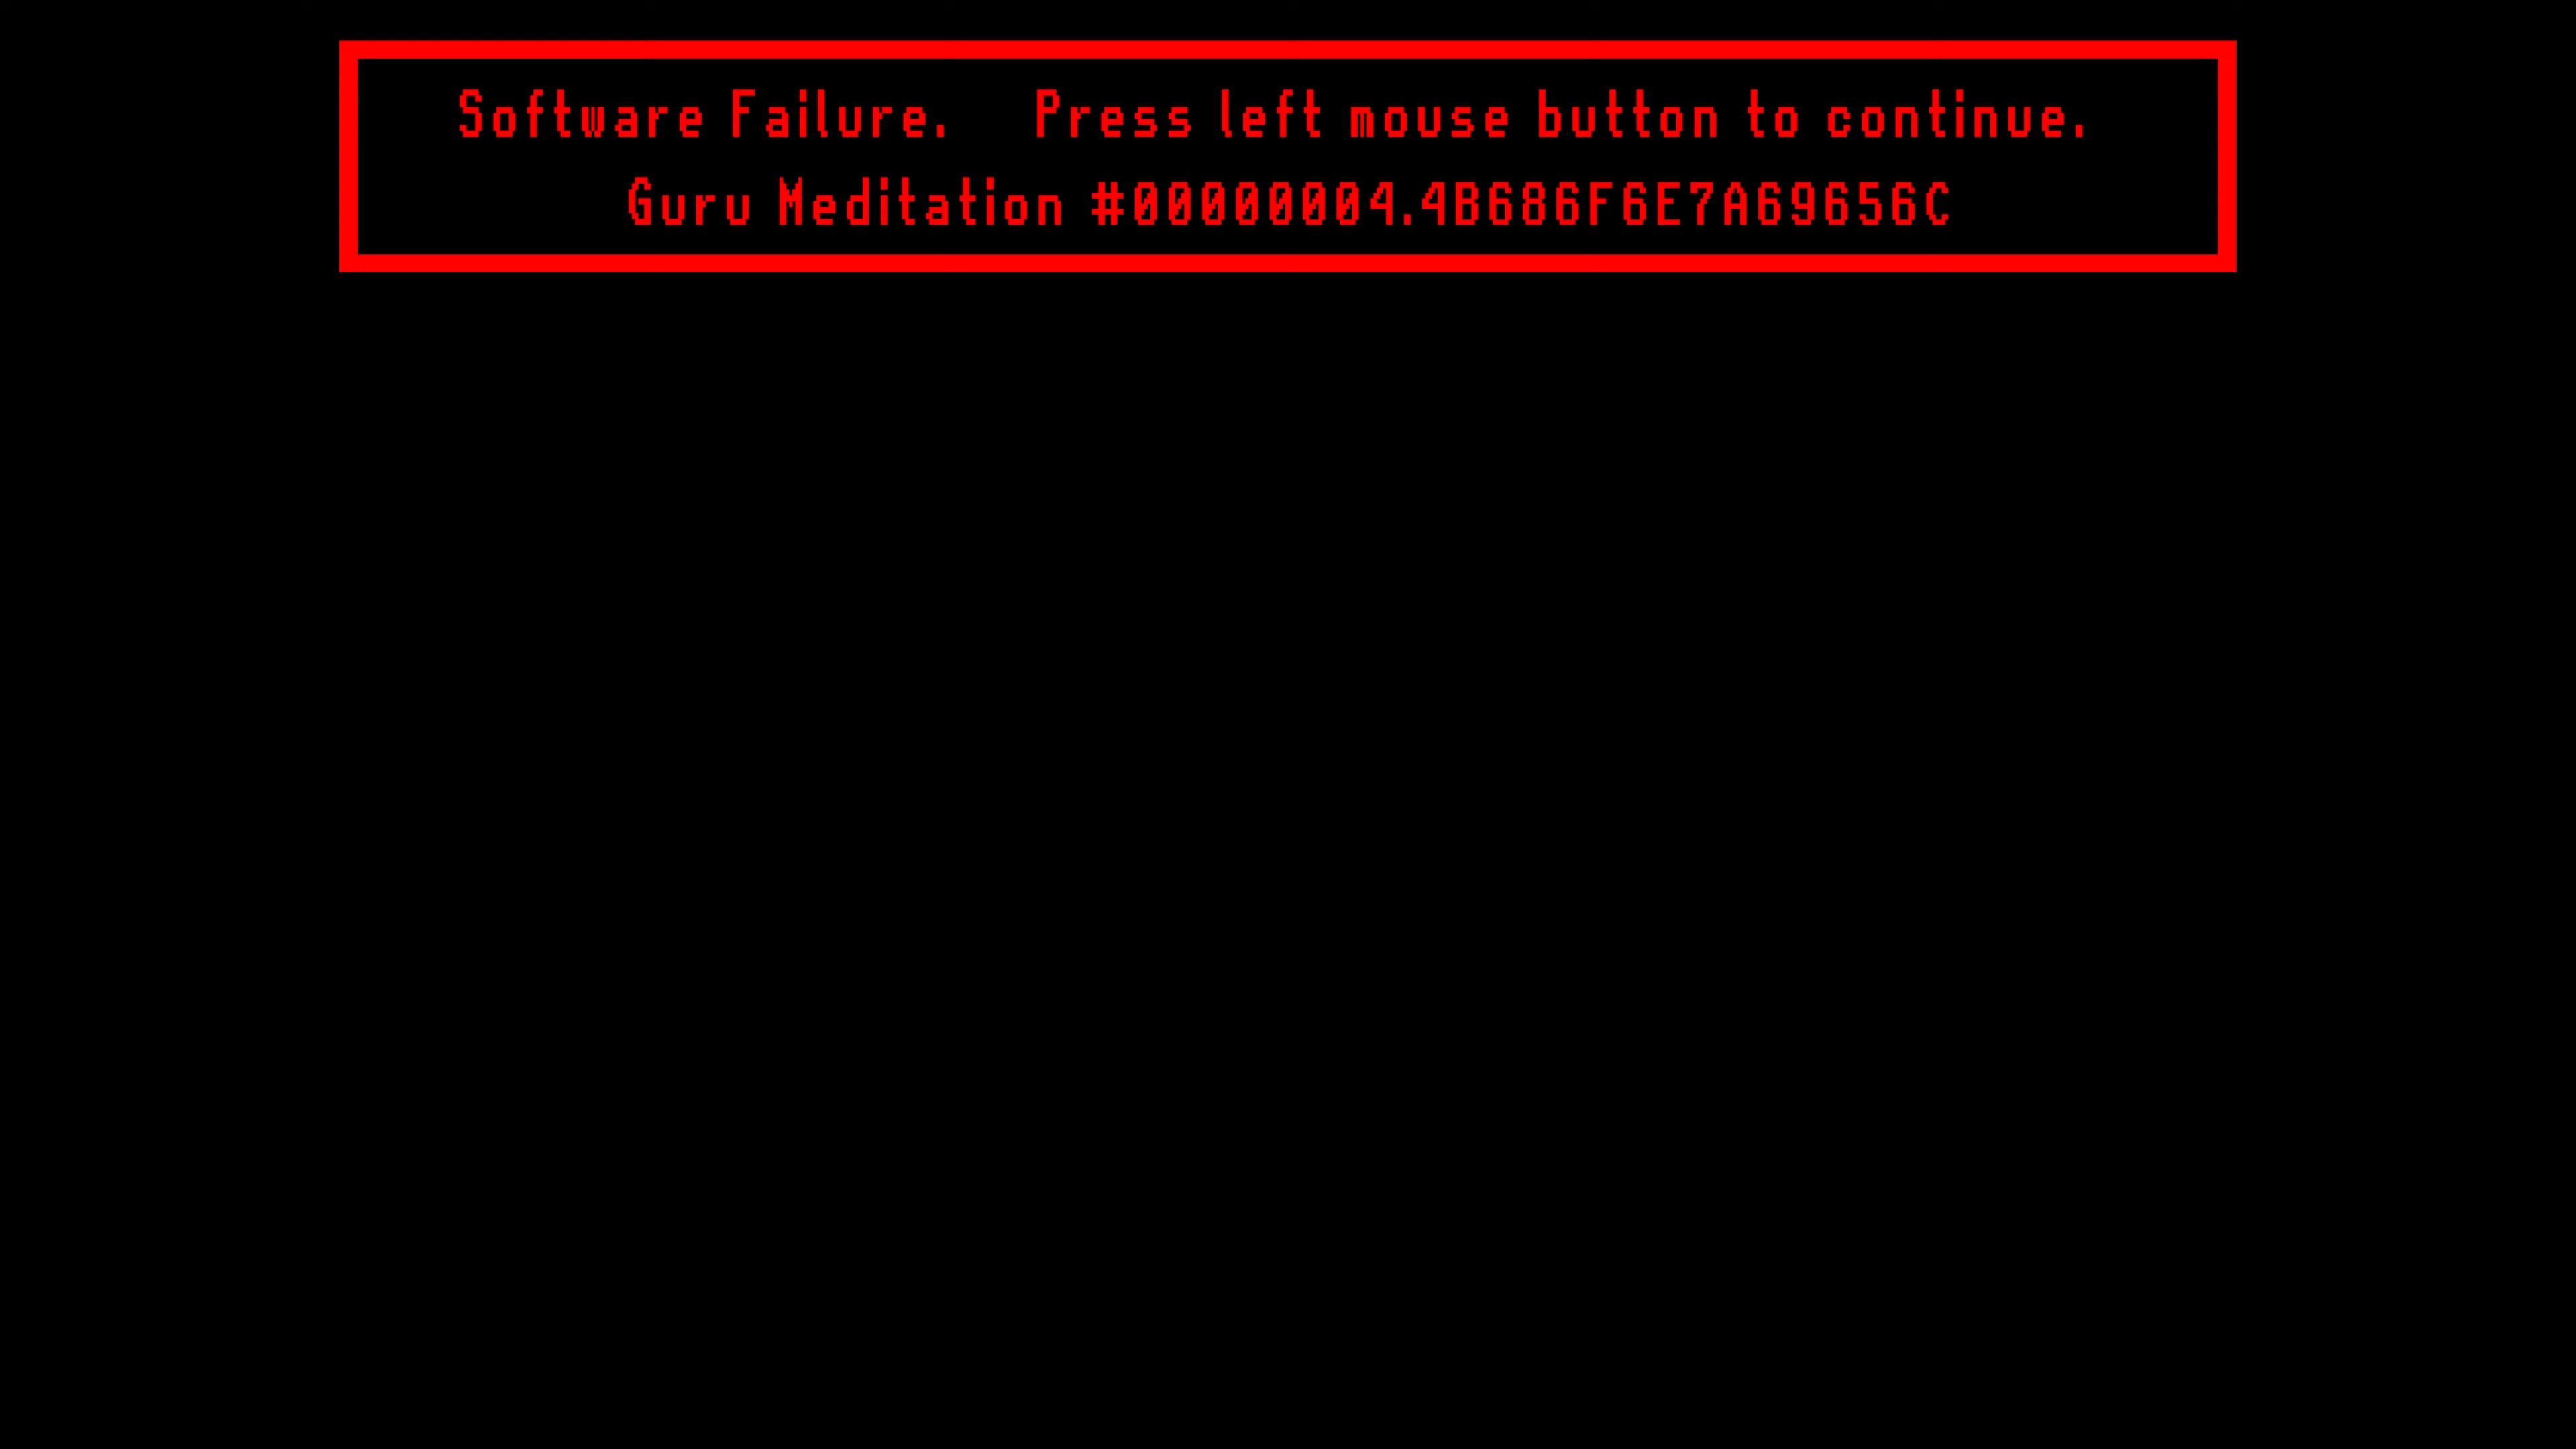 Software Failure.   Press left mouse button to continue.
Guru Meditation #00000004.4B686F6E7A69656C